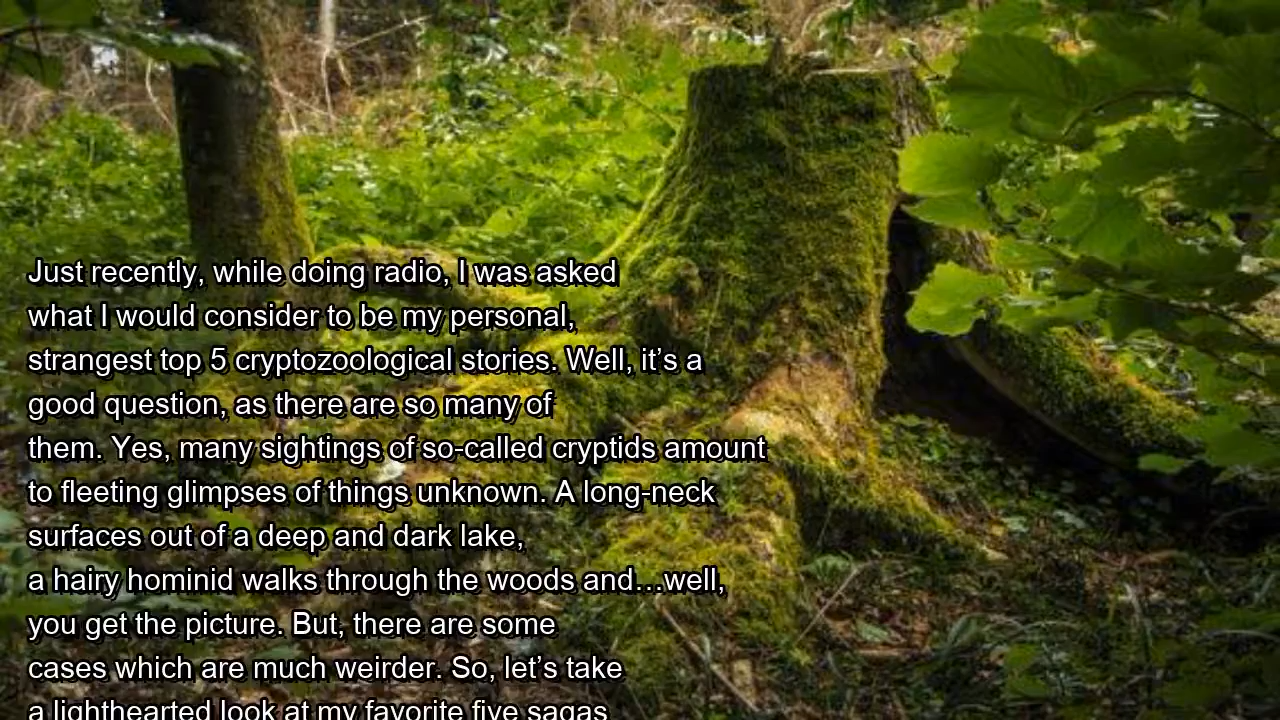 Just recently, while doing radio, I was asked
what I would consider to be my personal,
strangest top 5 cryptozoological stories. Well, it’s a
good question, as there are so many of
them. Yes, many sightings of so-called cryptids amount
to fleeting glimpses of things unknown. A long-neck
surfaces out of a deep and dark lake,
a hairy hominid walks through the woods and…well,
you get the picture. But, there are some
cases which are much weirder. So, let’s take
a lighthearted look at my favorite five sagas